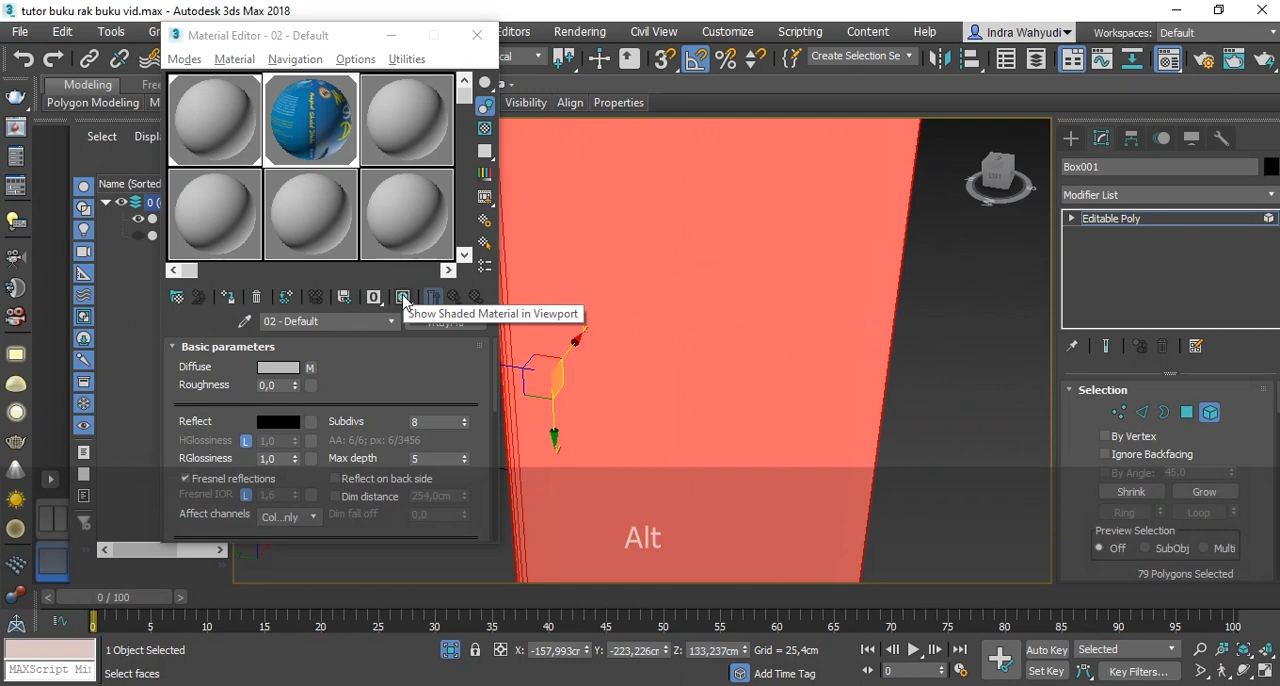 tutor buku rak buku vid.max - Autodesk 3ds Max 2018
File Edit Tools Rendering Civil View Customize Scripting Content Help Indra Wahyudi Workspaces: Default
Material Editor - 02 - Default
Modes Material Navigation Options Utilities
Create Selection Se
Modeling
Polygon Modeling
Visibility Align Properties
Select
Name (Sorted
Box001
Modifier List
Editable Poly
Show Shaded Material in Viewport
02 - Default
Basic parameters
Diffuse M
Roughness 0,0
Reflect Subdivs 8
HGlossiness L 1,0 AA: 6/6; px: 6/3456
RGlossiness 1,0 Max depth 5
Fresnel reflections Reflect on back side
Fresnel IOR L 1,6 Dim distance 254,0cm
Affect channels Col...nly Dim fall off 0,0
Selection
By Vertex
Ignore Backfacing
By Angle: 45,0
Shrink Grow
Ring Loop
Preview Selection
Off SubObj Multi
79 Polygons Selected
Alt
0 / 100
0 5 10 15 20 25 30 35 40 45 50 55 60 65 70 75 80 85 90 95 100
MAXScript Mi
1 Object Selected
Select faces
X: -157,993cm Y: -223,226cm Z: 133,237cm Grid = 25,4cm
Add Time Tag
0
Auto Key Selected
Set Key Key Filters...